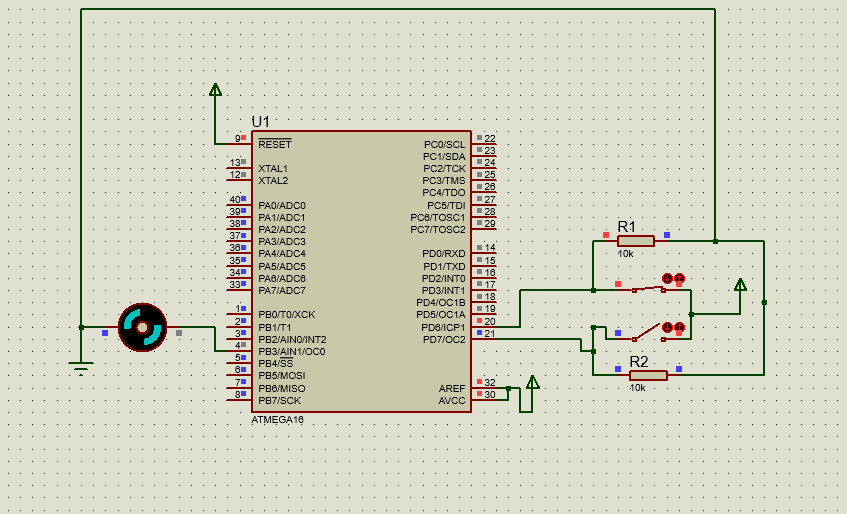 U1
9 RESET
13 XTAL1
12 XTAL2
40 PA0/ADC0
39 PA1/ADC1
38 PA2/ADC2
37 PA3/ADC3
36 PA4/ADC4
35 PA5/ADC5
34 PA6/ADC6
33 PA7/ADC7
1 PB0/T0/XCK
2 PB1/T1
3 PB2/AIN0/INT2
4 PB3/AIN1/OC0
5 PB4/SS
6 PB5/MOSI
7 PB6/MISO
8 PB7/SCK
PC0/SCL 22
PC1/SDA 23
PC2/TCK 24
PC3/TMS 25
PC4/TDO 26
PC5/TDI 27
PC6/TOSC1 28
PC7/TOSC2 29
PD0/RXD 14
PD1/TXD 15
PD2/INT0 16
PD3/INT1 17
PD4/OC1B 18
PD5/OC1A 19
PD6/ICP1 20
PD7/OC2 21
AREF 32
AVCC 30
ATMEGA16
R1
10k
R2
10k